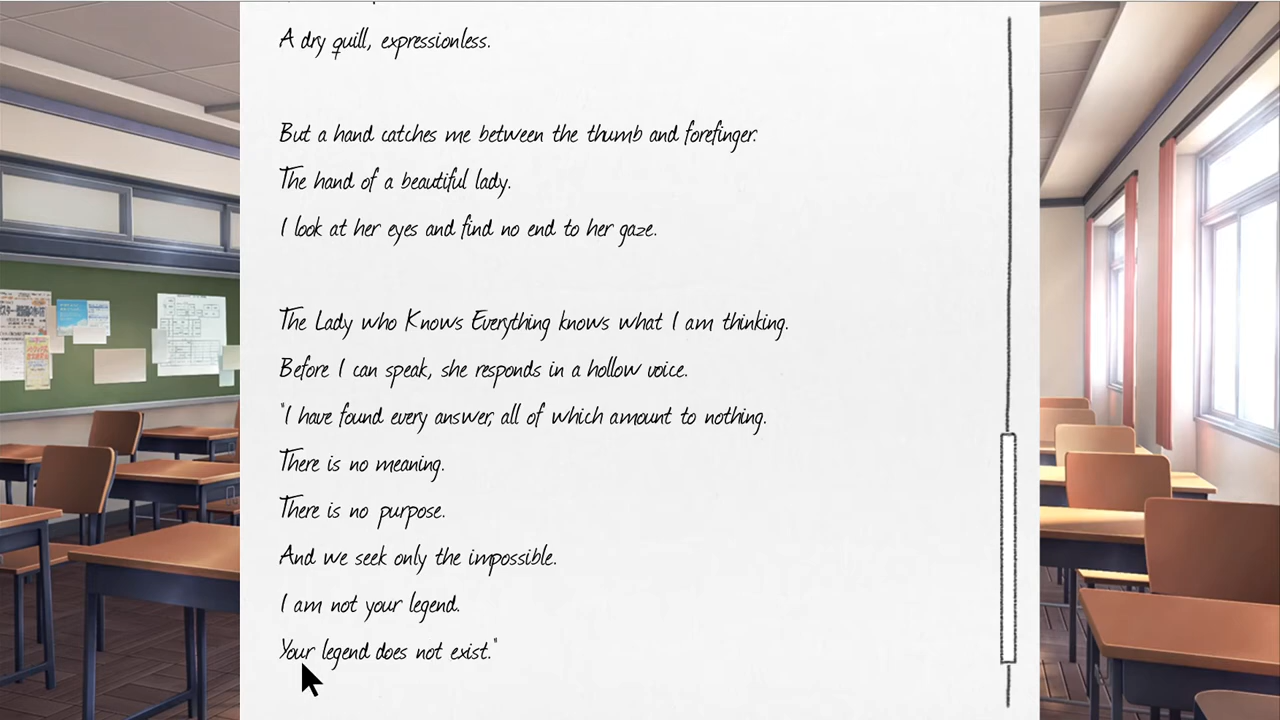 A dry quill, expressionless.
But a hand catches me between the thumb and forefinger.
The hand of a beautiful lady.
I look at her eyes and find no end to her gaze.
The Lady who Knows Everything knows what I am thinking.
Before I can speak, she responds in a hollow voice.
"I have found every answer, all of which amount to nothing.
There is no meaning.
There is no purpose.
And we seek only the impossible.
I am not your legend.
Your legend does not exist."